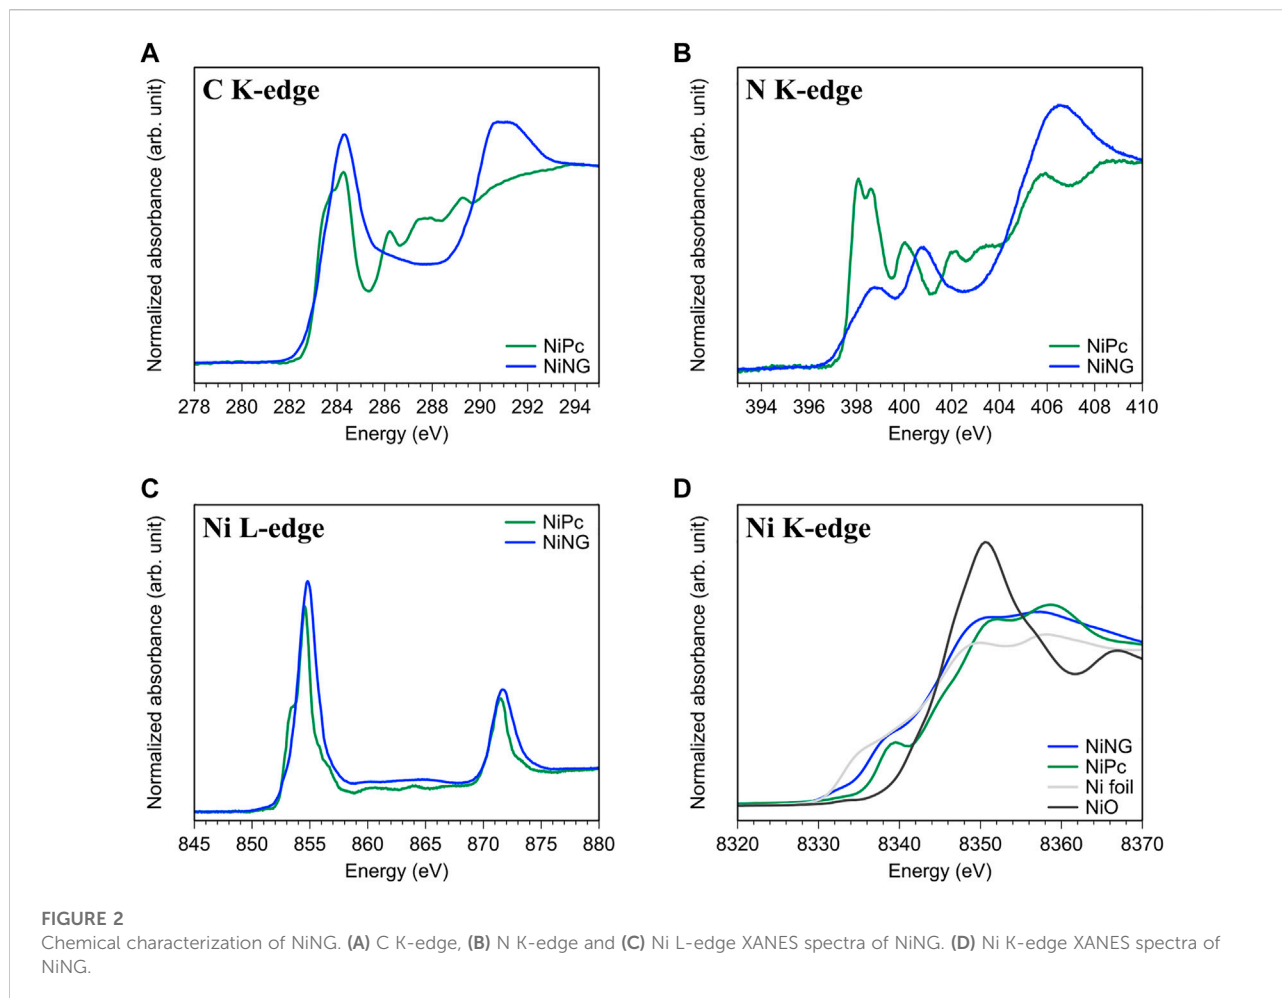 A
C K-edge
Normalized absorbance (arb. unit)
NiPc
NiNG
278 280 282 284 286 288 290 292 294
Energy (eV)
B
N K-edge
Normalized absorbance (arb. unit)
NiPc
NiNG
394 396 398 400 402 404 406 408 410
Energy (eV)
C
Ni L-edge
Normalized absorbance (arb. unit)
NiPc
NiNG
845 850 855 860 865 870 875 880
Energy (eV)
D
Ni K-edge
Normalized absorbance (arb. unit)
NiNG
NiPc
Ni foil
NiO
8320 8330 8340 8350 8360 8370
Energy (eV)
FIGURE 2
Chemical characterization of NiNG. (A) C K-edge, (B) N K-edge and (C) Ni L-edge XANES spectra of NiNG. (D) Ni K-edge XANES spectra of
NiNG.